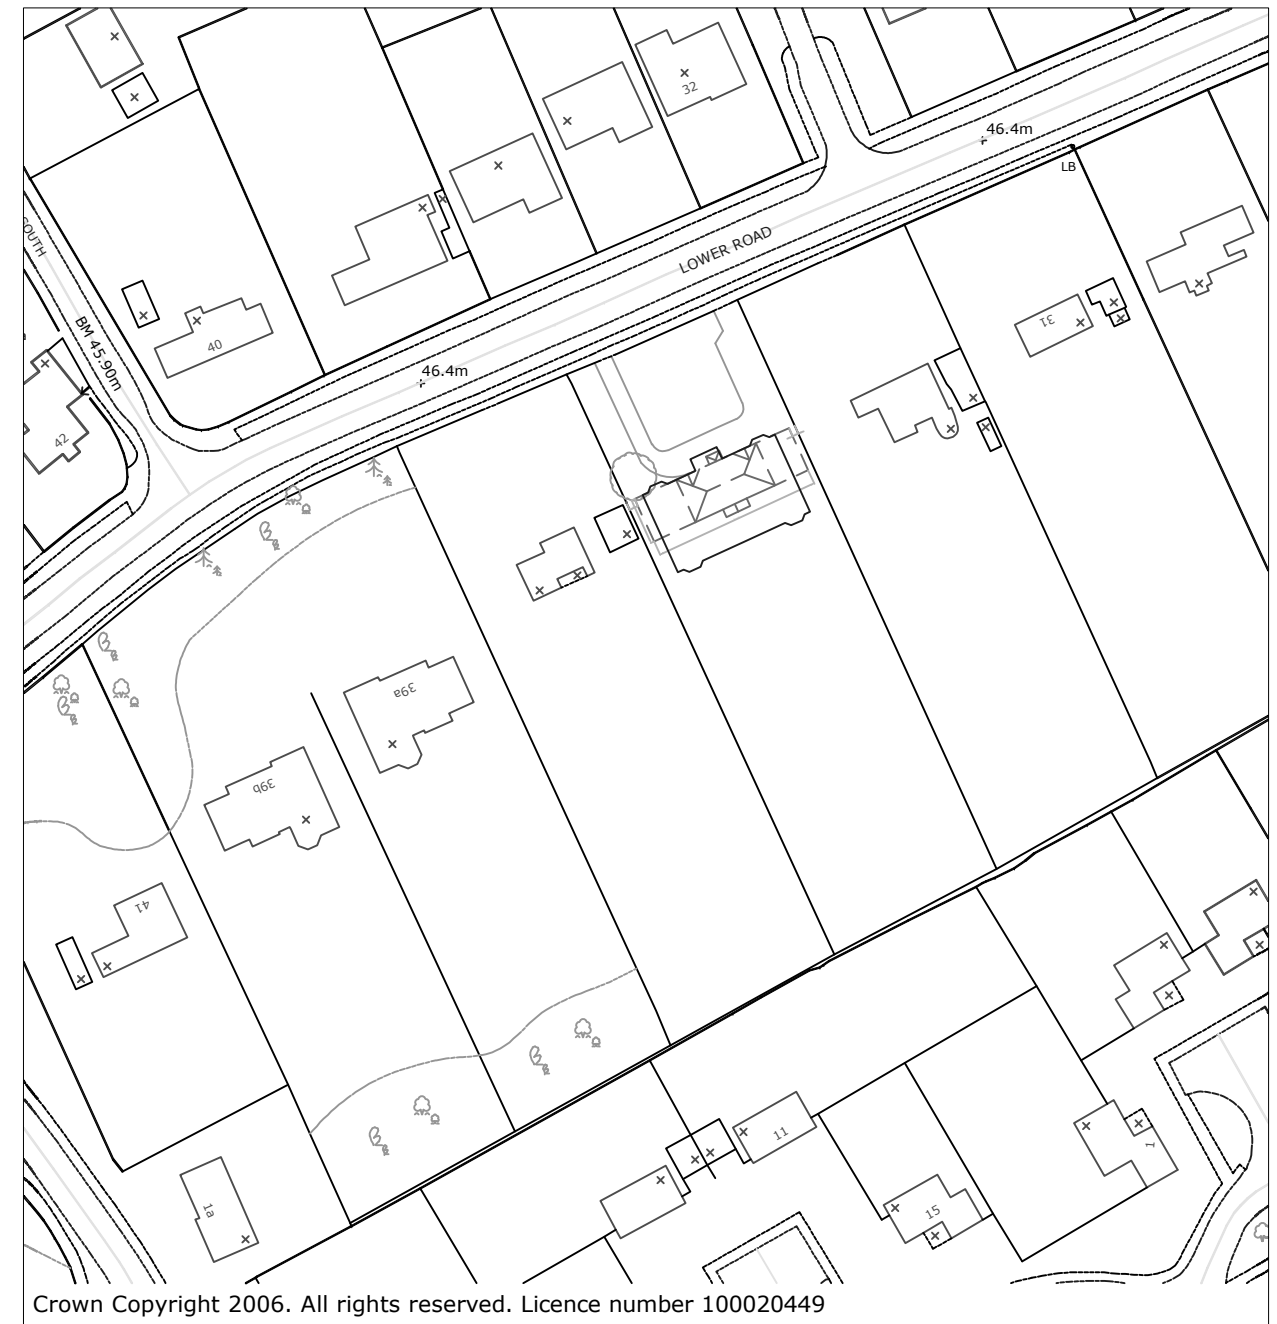 46.4m
32
LB
SOUTH
LOWER ROAD
BM 45.90m
31
40
46.4m
42
39a
39b
41
11
1
1a
15
Crown Copyright 2006. All rights reserved. Licence number 100020449